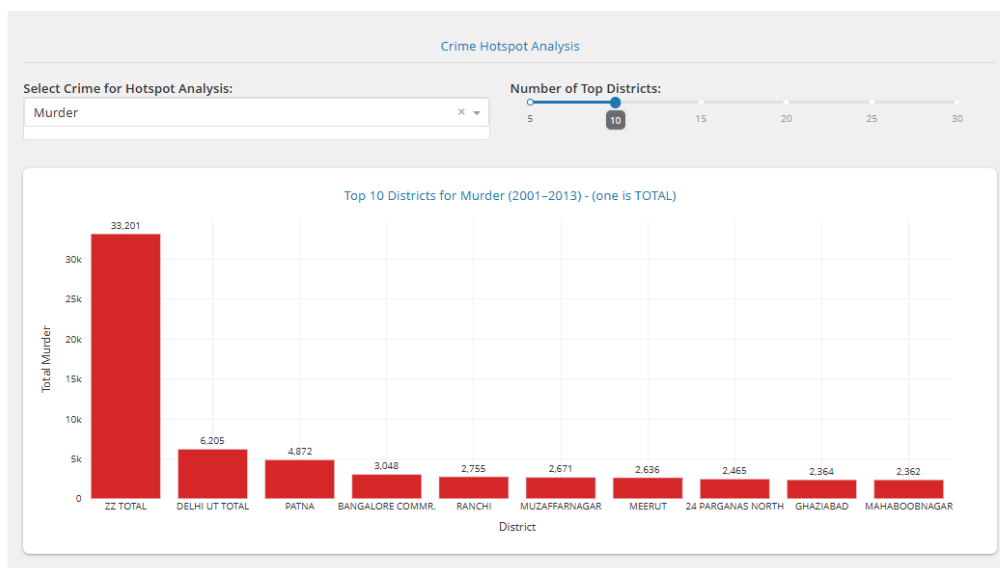 Crime Hotspot Analysis
Select Crime for Hotspot Analysis:
Number of Top Districts:
Murder
×
5
10
15
20
25
30
Top 10 Districts for Murder (2001–2013) - (one is TOTAL)
33,201
6,205
4,872
3,048
2,755
2,671
2,636
2,465
2,364
2,362
30k
25k
20k
15k
10k
5k
0
Total Murder
ZZ TOTAL
DELHI UT TOTAL
PATNA
BANGALORE COMMR.
RANCHI
MUZAFFARNAGAR
MEERUT
24 PARGANAS NORTH
GHAZIABAD
MAHABOOBNAGAR
District